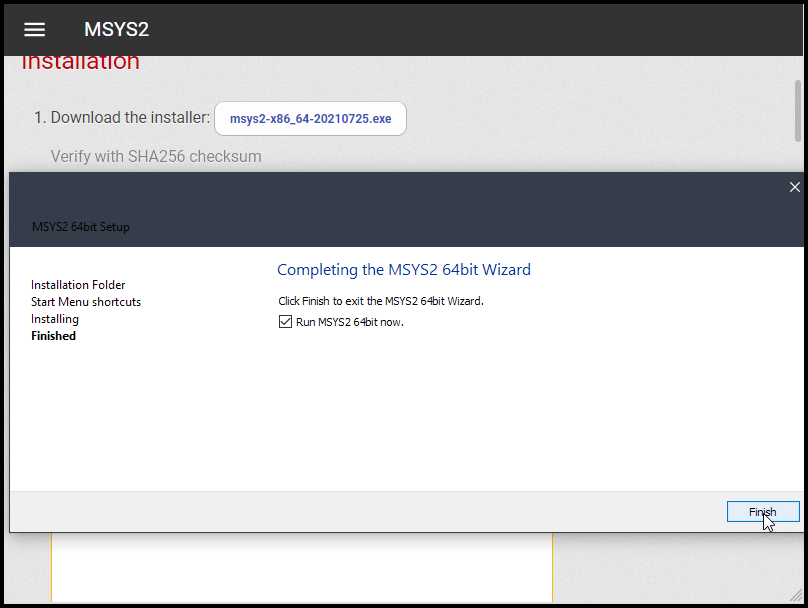 MSYS2
Installation
1. Download the installer: msys2-x86_64-20210725.exe
Verify with SHA256 checksum
MSYS2 64bit Setup
Installation Folder
Start Menu shortcuts
Installing
Finished
Completing the MSYS2 64bit Wizard
Click Finish to exit the MSYS2 64bit Wizard.
Run MSYS2 64bit now.
Finish